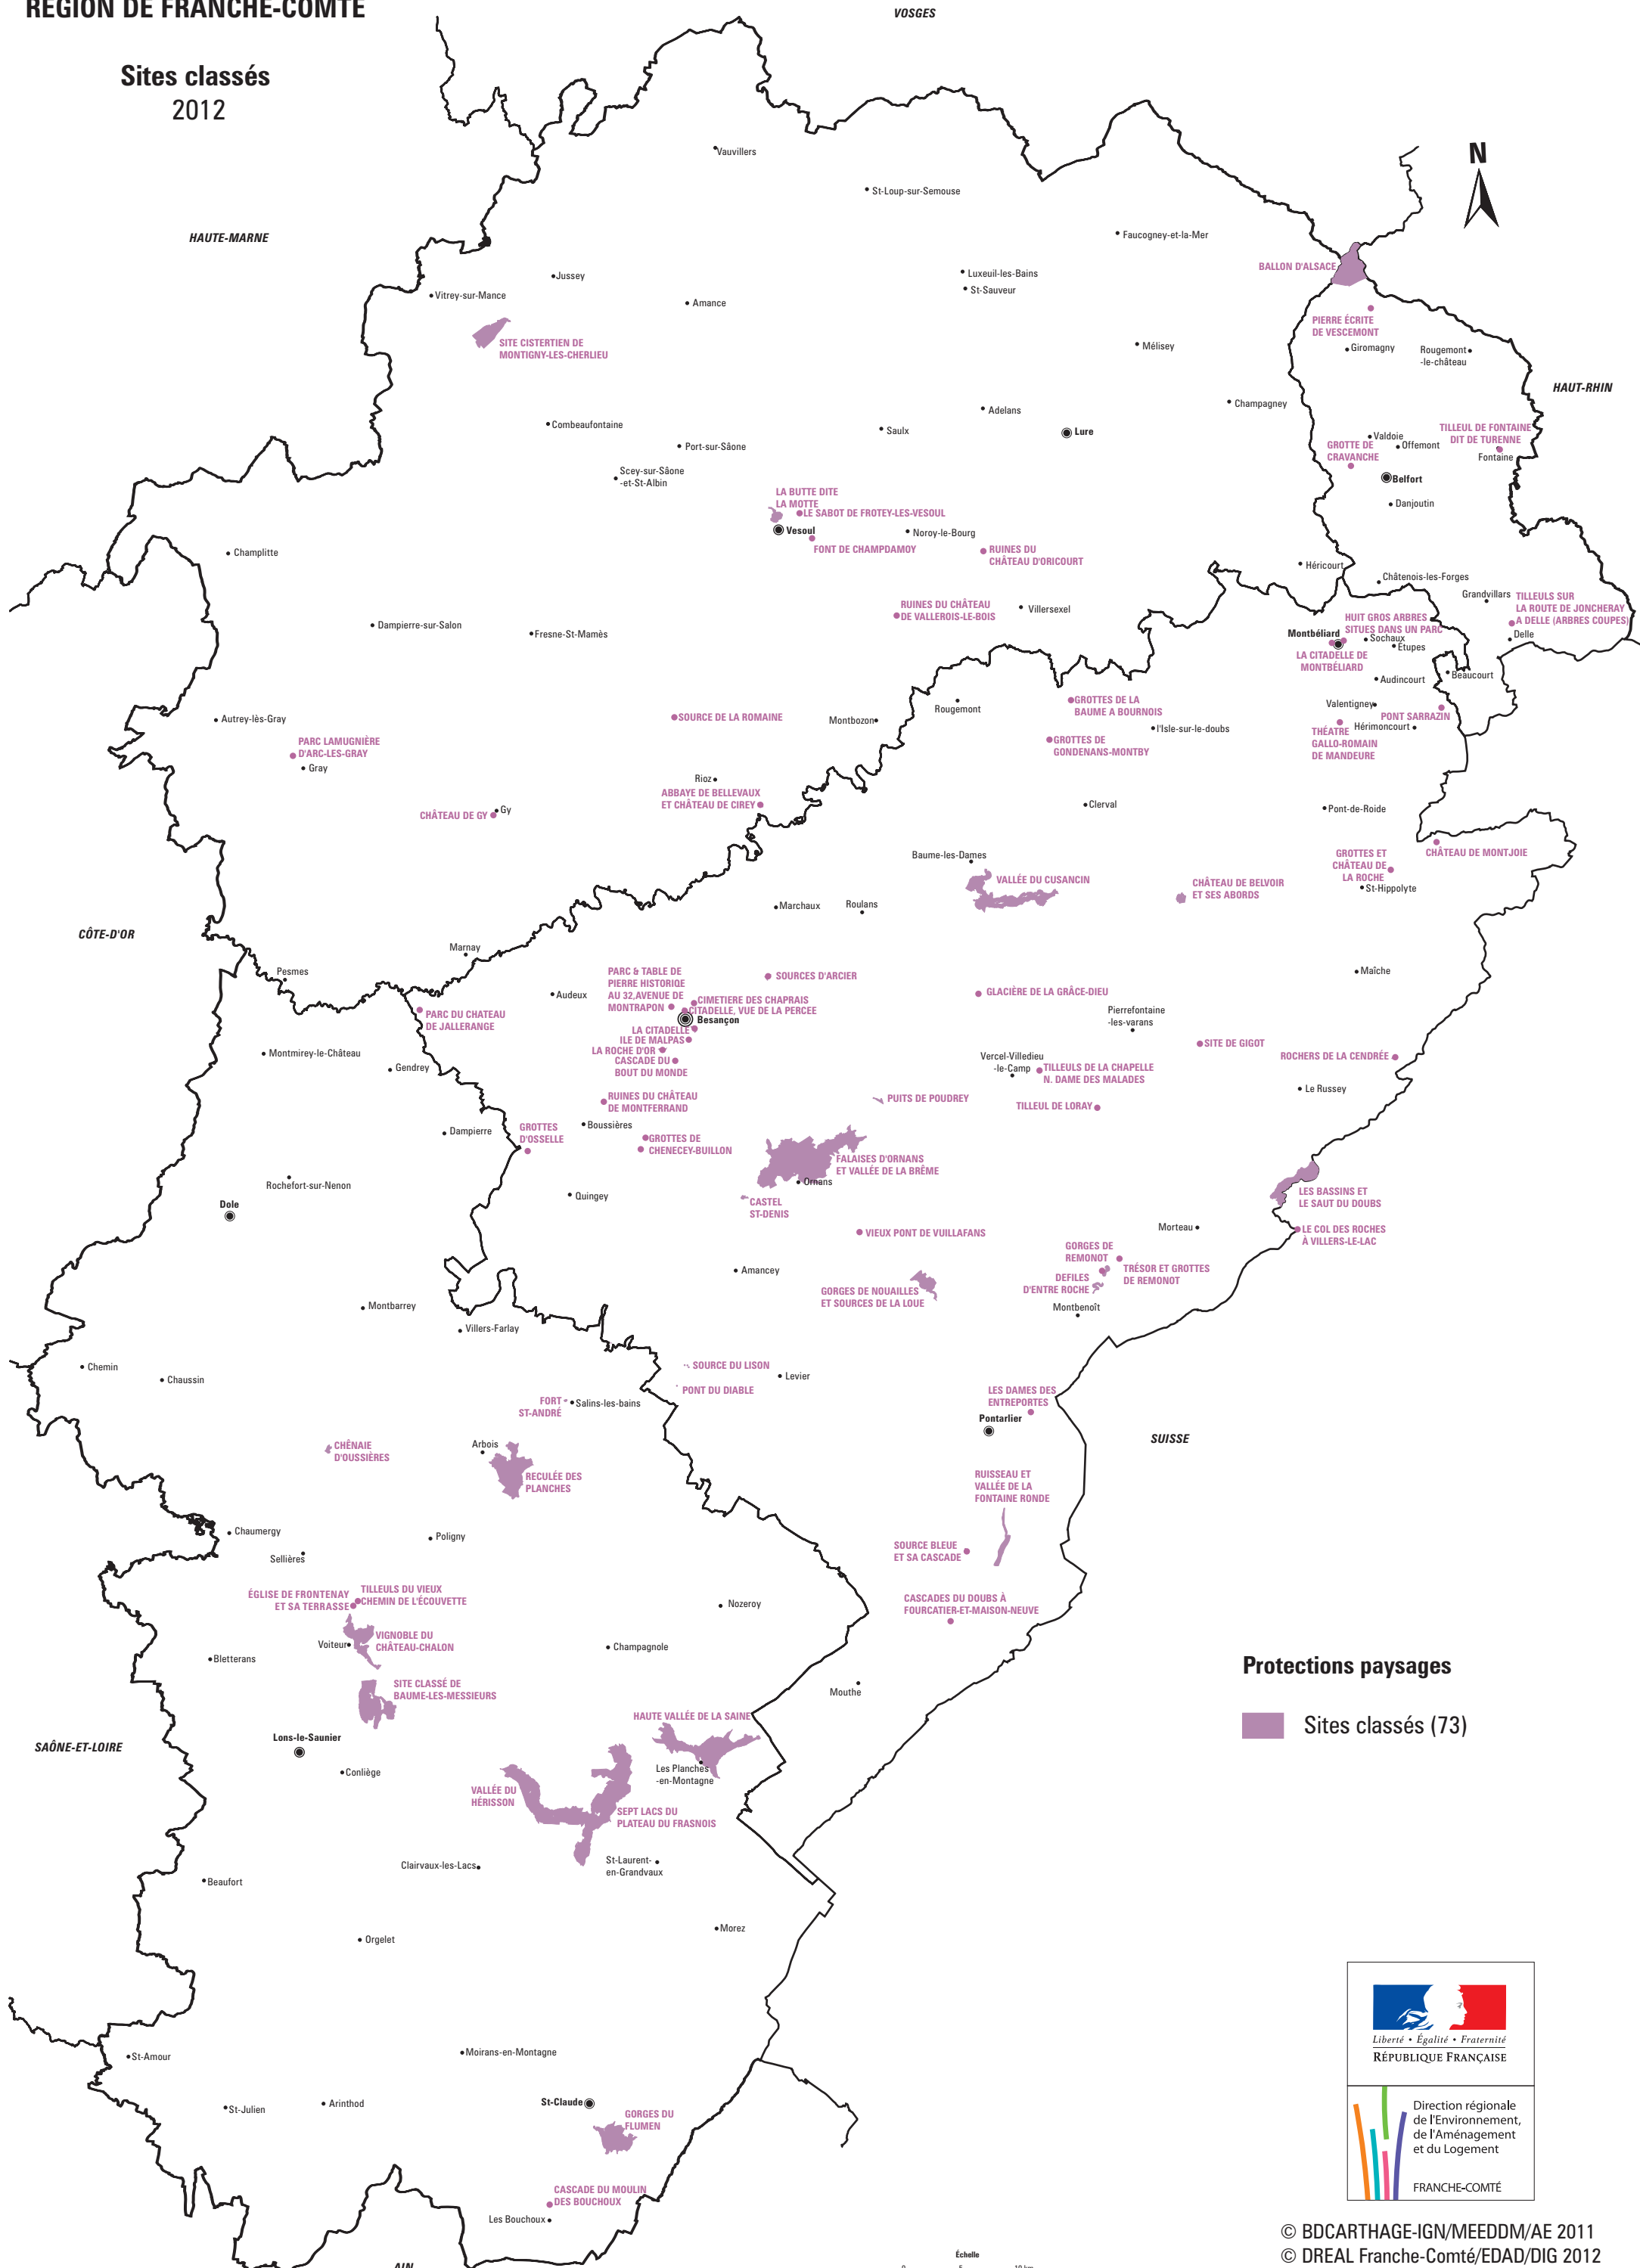 RÉGION DE FRANCHE-COMTÉ
Sites classés
2012
VOSGES
N
Vauvillers
St-Loup-sur-Semouse
HAUTE-MARNE
Faucogney-et-la-Mer
BALLON D'ALSACE
Jussey
Luxeuil-les-Bains
St-Sauveur
Vitrey-sur-Mance
Amance
PIERRE ÉCRITE
DE VESCEMONT
SITE CISTERTIEN DE
MONTIGNY-LES-CHERLIEU
Mélisey
Giromagny
Rougemont
-le-château
HAUT-RHIN
Champagney
Adelans
Combeaufontaine
Saulx
Lure
Port-sur-Sâone
Valdoie
Offemont
TILLEUL DE FONTAINE
DIT DE TURENNE
Fontaine
GROTTE DE
CRAVANCHE
Scey-sur-Sâone
-et-St-Albin
Belfort
LA BUTTE DITE
LA MOTTE
LE SABOT DE FROTEY-LES-VESOUL
Danjoutin
Vesoul
Noroy-le-Bourg
FONT DE CHAMPDAMOY
RUINES DU
CHÂTEAU D'ORICOURT
Champlitte
Héricourt
Châtenois-les-Forges
Grandvillars
TILLEULS SUR
LA ROUTE DE JONCHERAY
A DELLE (ARBRES COUPES)
Delle
RUINES DU CHÂTEAU
DE VALLEROIS-LE-BOIS
Villersexel
HUIT GROS ARBRES
SITUES DANS UN PARC
Dampierre-sur-Salon
Fresne-St-Mamès
Montbéliard
Sochaux
Etupes
LA CITADELLE DE
MONTBÉLIARD
Audincourt
Beaucourt
Rougemont
GROTTES DE LA
BAUME A BOURNOIS
Valentigney
PONT SARRAZIN
Autrey-lès-Gray
SOURCE DE LA ROMAINE
Montbozon
l'Isle-sur-le-doubs
THÉATRE
GALLO-ROMAIN
DE MANDEURE
Hérimoncourt
PARC LAMUGNIÈRE
D'ARC-LES-GRAY
Gray
GROTTES DE
GONDENANS-MONTBY
Rioz
ABBAYE DE BELLEVAUX
ET CHÂTEAU DE CIREY
CHÂTEAU DE GY
Gy
Clerval
Pont-de-Roide
CHÂTEAU DE MONTJOIE
Baume-les-Dames
GROTTES ET
CHÂTEAU DE
LA ROCHE
St-Hippolyte
VALLÉE DU CUSANCIN
CHÂTEAU DE BELVOIR
ET SES ABORDS
Marchaux
Roulans
CÔTE-D'OR
Marnay
Pesmes
Maîche
PARC & TABLE DE
PIERRE HISTORIQE
AU 32,AVENUE DE
MONTRAPON
SOURCES D'ARCIER
Audeux
CIMETIERE DES CHAPRAIS
CITADELLE, VUE DE LA PERCEE
Besançon
GLACIÈRE DE LA GRÂCE-DIEU
PARC DU CHATEAU
DE JALLERANGE
Pierrefontaine
-les-varans
LA CITADELLE
ILE DE MALPAS
LA ROCHE D'OR
CASCADE DU
BOUT DU MONDE
SITE DE GIGOT
ROCHERS DE LA CENDRÉE
Montmirey-le-Château
Gendrey
Vercel-Villedieu
-le-Camp
TILLEULS DE LA CHAPELLE
N. DAME DES MALADES
Le Russey
RUINES DU CHÂTEAU
DE MONTFERRAND
PUITS DE POUDREY
TILLEUL DE LORAY
Boussières
Dampierre
GROTTES
D'OSSELLE
GROTTES DE
CHENECEY-BUILLON
FALAISES D'ORNANS
ET VALLÉE DE LA BRÊME
Ornans
Rochefort-sur-Nenon
Dole
Quingey
CASTEL
ST-DENIS
LES BASSINS ET
LE SAUT DU DOUBS
VIEUX PONT DE VUILLAFANS
Morteau
LE COL DES ROCHES
À VILLERS-LE-LAC
GORGES DE
REMONOT
TRÉSOR ET GROTTES
DE REMONOT
Amancey
DEFILES
D'ENTRE ROCHE
GORGES DE NOUAILLES
ET SOURCES DE LA LOUE
Montbenoît
Montbarrey
Villers-Farlay
Chemin
Chaussin
SOURCE DU LISON
Levier
PONT DU DIABLE
FORT
ST-ANDRÉ
Salins-les-bains
LES DAMES DES
ENTREPORTES
Pontarlier
SUISSE
CHÊNAIE
D'OUSSIÈRES
Arbois
RECULÉE DES
PLANCHES
RUISSEAU ET
VALLÉE DE LA
FONTAINE RONDE
Chaumergy
Poligny
Sellières
SOURCE BLEUE
ET SA CASCADE
ÉGLISE DE FRONTENAY
ET SA TERRASSE
TILLEULS DU VIEUX
CHEMIN DE L'ÉCOUVETTE
Nozeroy
CASCADES DU DOUBS À
FOURCATIER-ET-MAISON-NEUVE
Voiteur
VIGNOBLE DU
CHÂTEAU-CHALON
Bletterans
Champagnole
Protections paysages
SITE CLASSÉ DE
BAUME-LES-MESSIEURS
Mouthe
Sites classés (73)
HAUTE VALLÉE DE LA SAINE
SAÔNE-ET-LOIRE
Lons-le-Saunier
Conliège
Les Planches
-en-Montagne
VALLÉE DU
HÉRISSON
SEPT LACS DU
PLATEAU DU FRASNOIS
Clairvaux-les-Lacs
St-Laurent-
en-Grandvaux
Beaufort
Morez
Orgelet
Liberté • Égalité • Fraternité
RÉPUBLIQUE FRANÇAISE
St-Amour
Moirans-en-Montagne
St-Julien
Arinthod
St-Claude
GORGES DU
FLUMEN
Direction régionale
de l'Environnement,
de l'Aménagement
et du Logement
FRANCHE-COMTÉ
CASCADE DU MOULIN
DES BOUCHOUX
Les Bouchoux
© BDCARTHAGE-IGN/MEEDDM/AE 2011
© DREAL Franche-Comté/EDAD/DIG 2012
Échelle
0 5 10 km
AIN